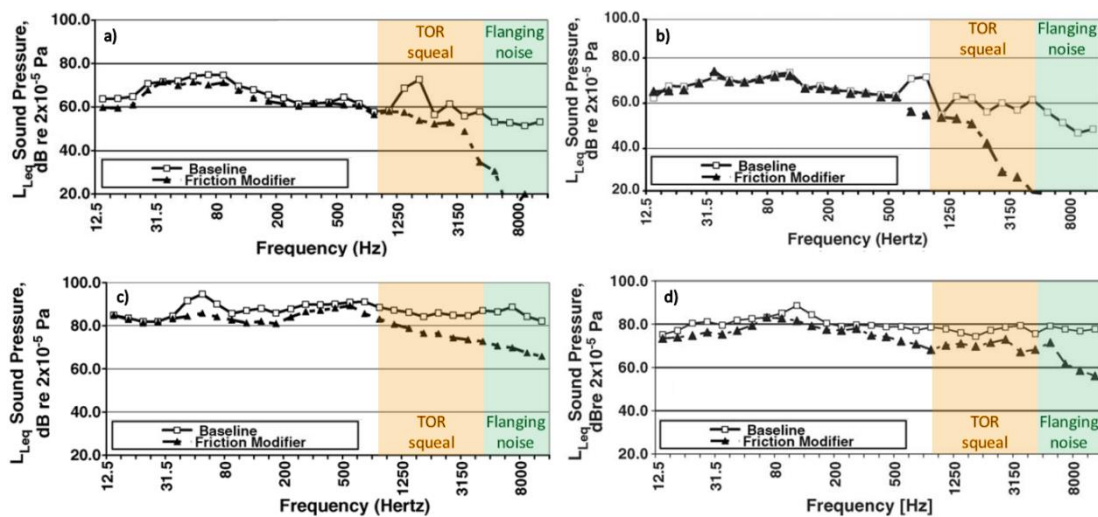 a)
TOR
squeal
Flanging
noise
L_Leq Sound Pressure,
dB re 2x10⁻⁵ Pa
100.0
80.0
60.0
40.0
20.0
Baseline
Friction Modifier
12.5
31.5
80
200
500
1250
3150
8000
Frequency (Hz)
b)
TOR
squeal
Flanging
noise
L_Leq Sound Pressure,
dB re 2x10⁻⁵ Pa
100.0
80.0
60.0
40.0
20.0
Baseline
Friction Modifier
12.5
31.5
80
200
500
1250
3150
8000
Frequency (Hertz)
c)
L_Leq Sound Pressure,
dB re 2x10⁻⁵ Pa
100.0
80.0
60.0
40.0
20.0
Baseline
Friction Modifier
TOR
squeal
Flanging
noise
12.5
31.5
80
200
500
1250
3150
8000
Frequency (Hertz)
d)
L_Leq Sound Pressure,
dBre 2x10⁻⁵ Pa
100.0
80.0
60.0
40.0
20.0
Baseline
Friction Modifier
TOR
squeal
Flanging
noise
12.5
31.5
80
200
500
1250
3150
8000
Frequency [Hz]